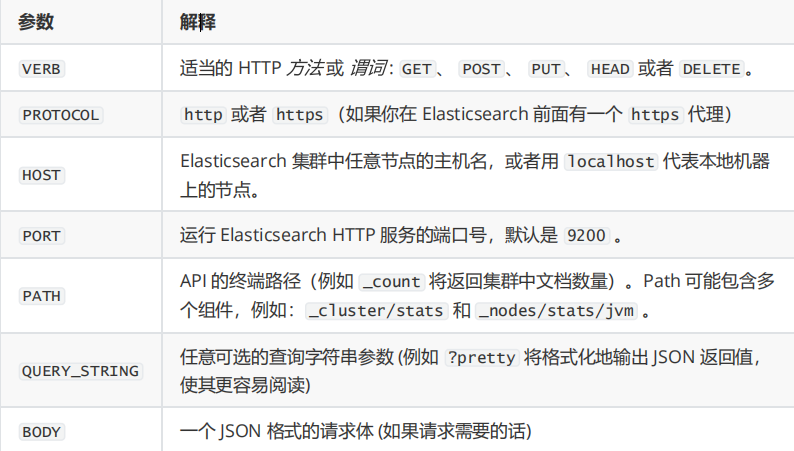 参数 解释
VERB 适当的 HTTP 方法或 谓词:GET、 POST、 PUT、 HEAD 或者 DELETE。
PROTOCOL http 或者 https（如果你在 Elasticsearch 前面有一个 https 代理）
HOST Elasticsearch 集群中任意节点的主机名，或者用 localhost 代表本地机器
上的节点。
PORT 运行 Elasticsearch HTTP 服务的端口号，默认是 9200 。
PATH API 的终端路径（例如 _count 将返回集群中文档数量）。Path 可能包含多
个组件，例如：_cluster/stats 和 _nodes/stats/jvm 。
QUERY_STRING 任意可选的查询字符串参数 (例如 ?pretty 将格式化地输出 JSON 返回值，
使其更容易阅读)
BODY 一个 JSON 格式的请求体 (如果请求需要的话)